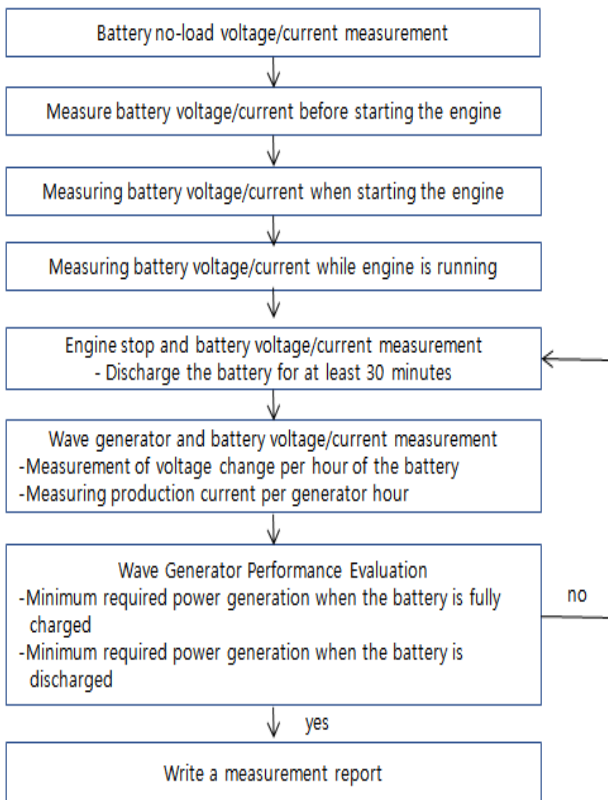 Battery no-load voltage/current measurement
Measure battery voltage/current before starting the engine
Measuring battery voltage/current when starting the engine
Measuring battery voltage/current while engine is running
Engine stop and battery voltage/current measurement
- Discharge the battery for at least 30 minutes
Wave generator and battery voltage/current measurement
-Measurement of voltage change per hour of the battery
-Measuring production current per generator hour
Wave Generator Performance Evaluation
-Minimum required power generation when the battery is fully
charged
-Minimum required power generation when the battery is
discharged
no
yes
Write a measurement report